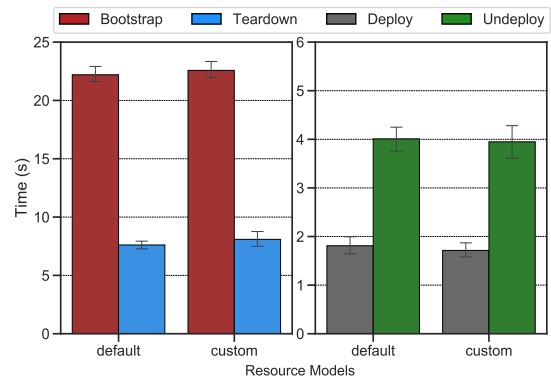 Bootstrap Teardown Deploy Undeploy
25
20
15
10
5
0
Time (s)
default custom
6
5
4
3
2
1
0
default custom
Resource Models